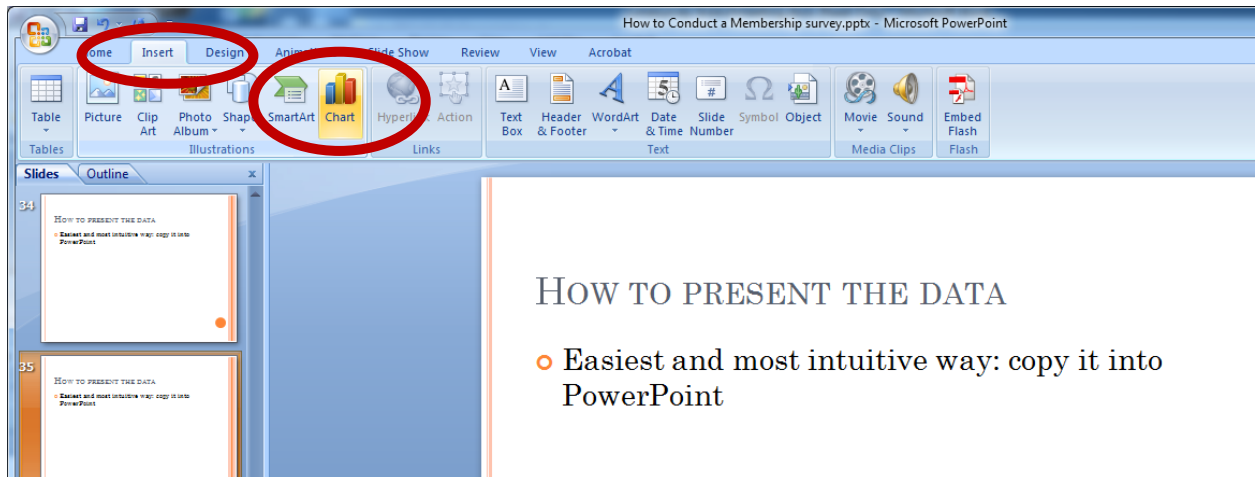 How to Conduct a Membership survey.pptx - Microsoft PowerPoint
Insert Design Slide Show Review View Acrobat
Table Picture Clip Art Photo Album SmartArt Chart Hyperlink Action Text Box Header & Footer WordArt Date & Time Slide Number Symbol Object Movie Sound Embed Flash
Tables Illustrations Links Text Media Clips Flash
Slides Outline x
34
HOW TO PRESENT THE DATA
Easiest and most intuitive way: copy it into
PowerPoint
35
HOW TO PRESENT THE DATA
Easiest and most intuitive way: copy it into
PowerPoint
HOW TO PRESENT THE DATA
Easiest and most intuitive way: copy it into
PowerPoint